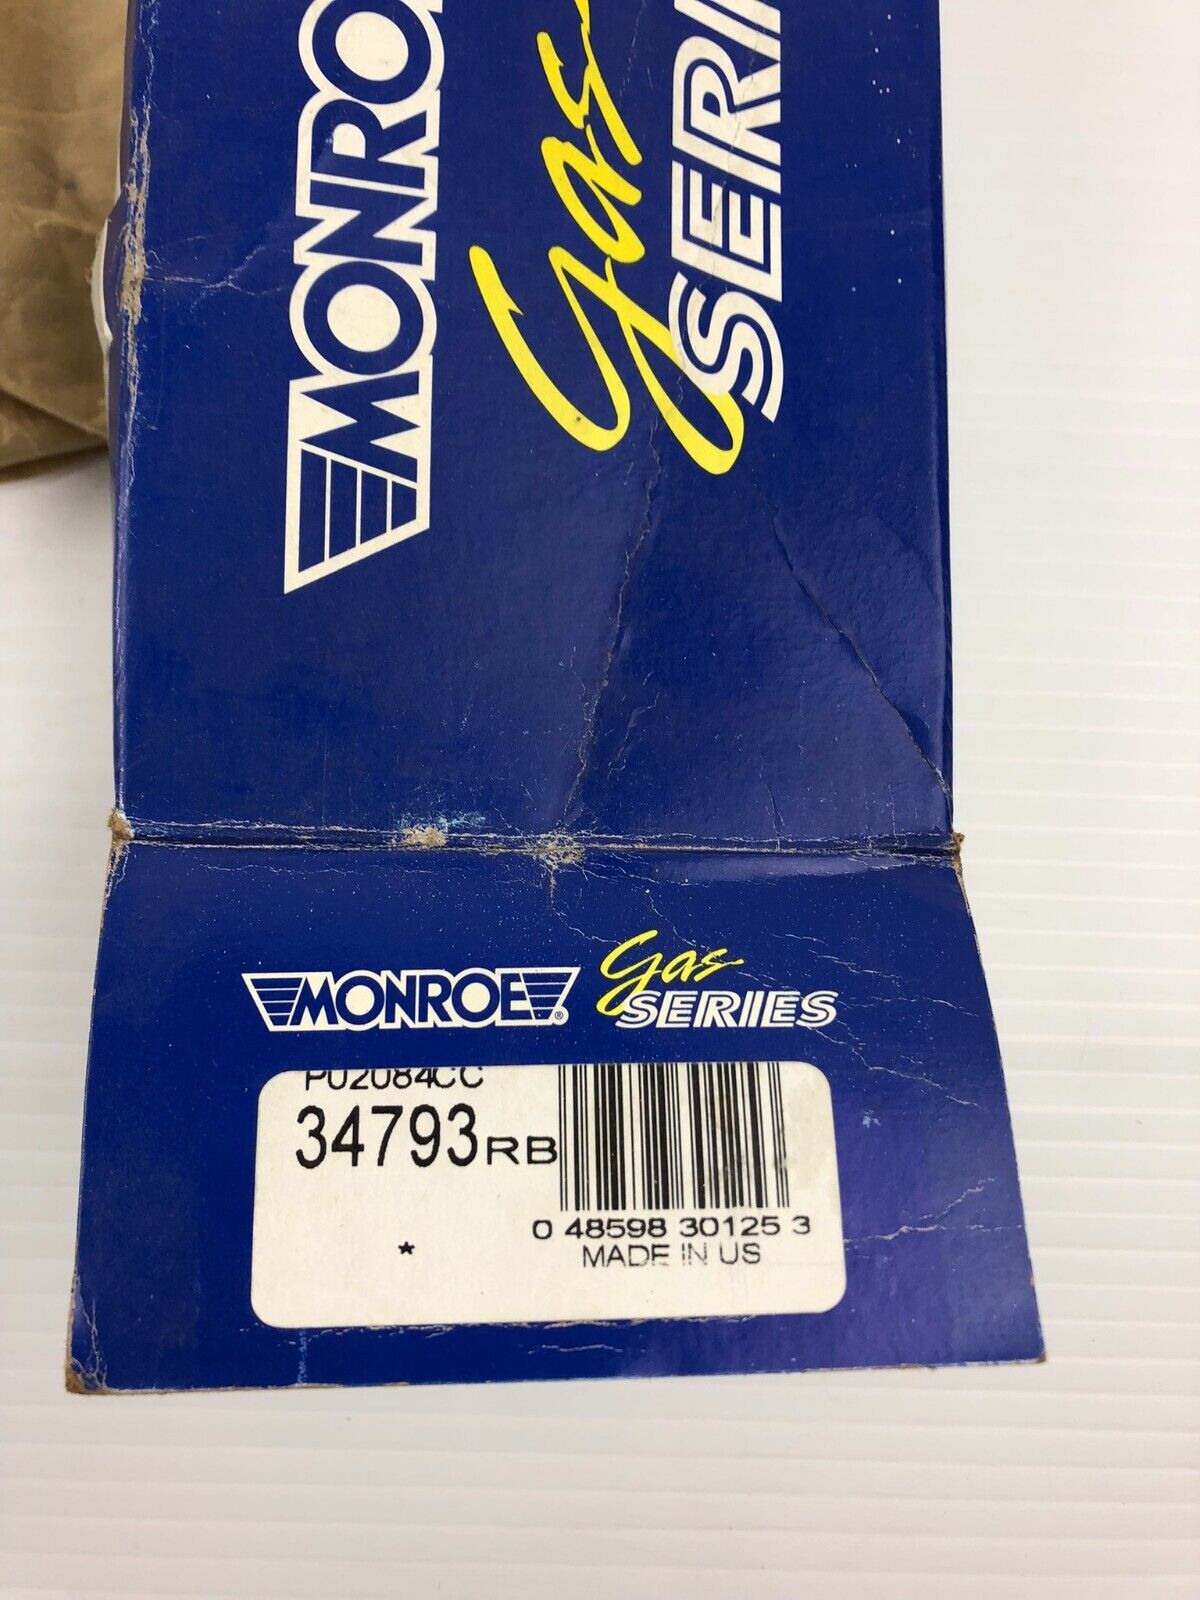 MONRO
gas
SERI
MONROE®
gas
SERIES
P02084CC
34793RB
0 48598 30125 3
*
MADE IN US